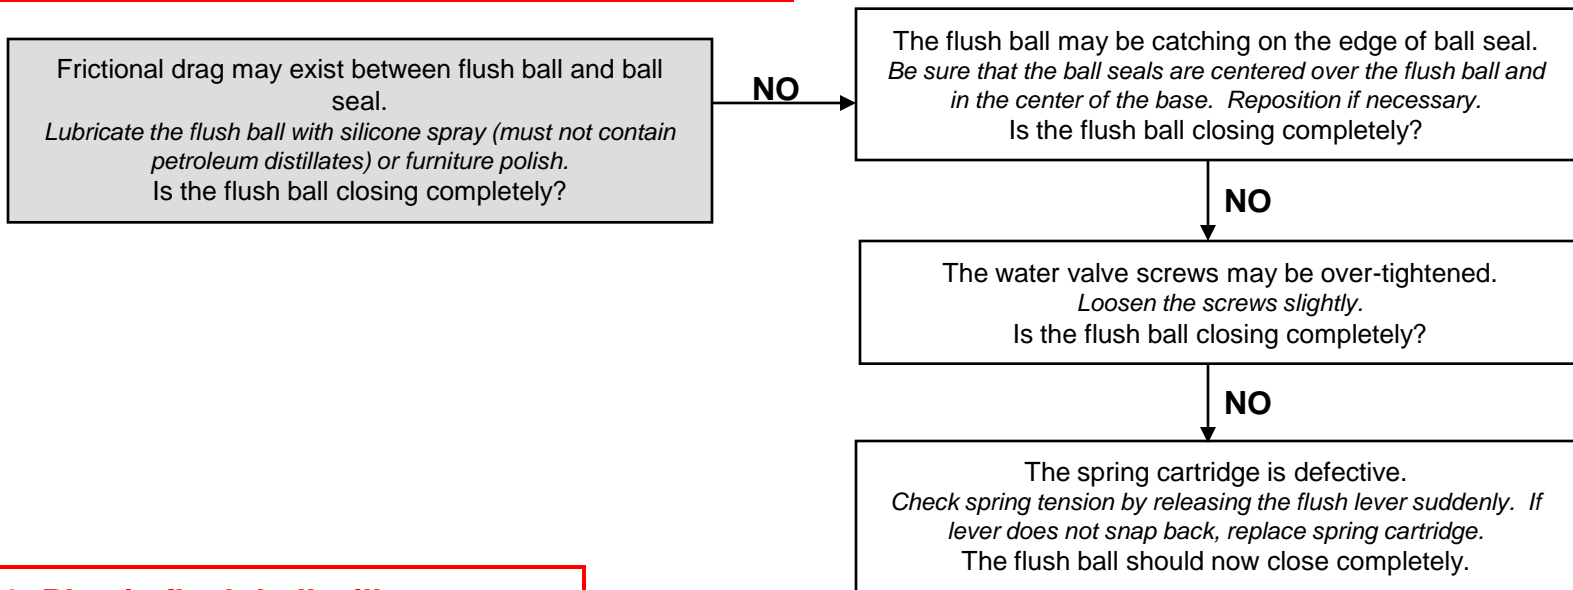 Frictional drag may exist between flush ball and ball
seal.
Lubricate the flush ball with silicone spray (must not contain
petroleum distillates) or furniture polish.
Is the flush ball closing completely?
NO
The flush ball may be catching on the edge of ball seal.
Be sure that the ball seals are centered over the flush ball and
in the center of the base. Reposition if necessary.
Is the flush ball closing completely?
NO
The water valve screws may be over-tightened.
Loosen the screws slightly.
Is the flush ball closing completely?
NO
The spring cartridge is defective.
Check spring tension by releasing the flush lever suddenly. If
lever does not snap back, replace spring cartridge.
The flush ball should now close completely.